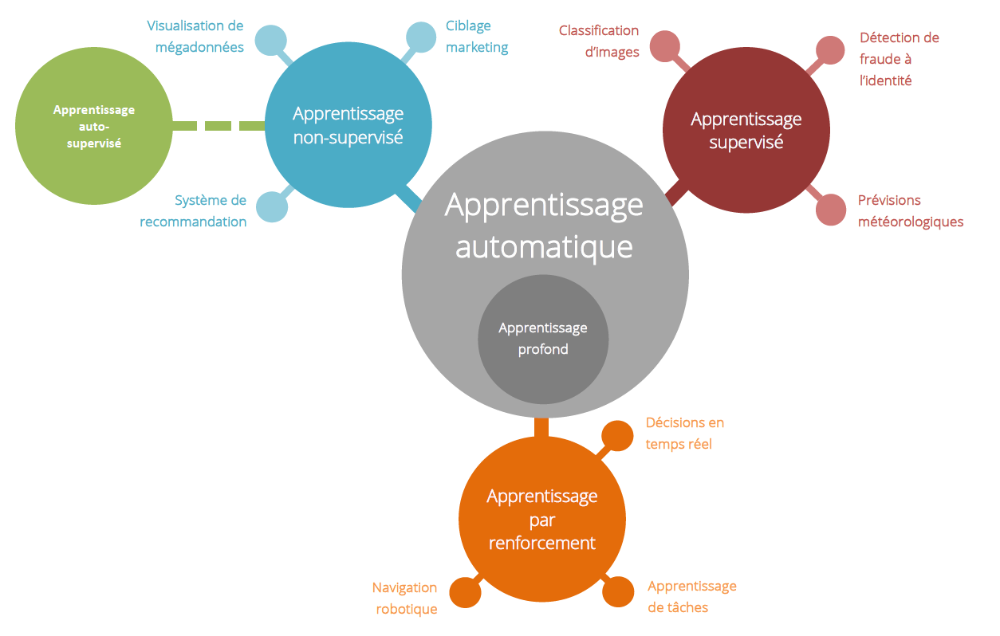 Visualisation de
mégadonnées
Ciblage
marketing
Classification
d’images
Détection de
fraude à
l’identité
Apprentissage
auto-
supervisé
Apprentissage
non-supervisé
Apprentissage
supervisé
Système de
recommandation
Apprentissage
automatique
Prévisions
météorologiques
Apprentissage
profond
Décisions en
temps réel
Apprentissage
par
renforcement
Navigation
robotique
Apprentissage
de tâches